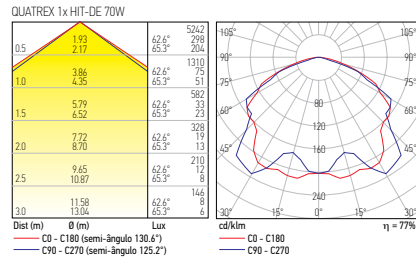 QUATREX 1x HIT-DE 70W
0.5 1.93 2.17 62.6° 65.3° 5242 298 204
1.0 3.86 4.35 62.6° 65.3° 1310 75 51
1.5 5.79 6.52 62.6° 65.3° 582 33 23
2.0 7.72 8.70 62.6° 65.3° 328 19 13
2.5 9.65 10.87 62.6° 65.3° 210 12 8
3.0 11.58 13.04 62.6° 65.3° 146 8 6
Dist (m) Ø (m) Lux
C0 - C180 (semi-ângulo 130.6°)
C90 - C270 (semi-ângulo 125.2°)
105° 105°
90° 90°
75° 75°
80
60° 60°
120
160
45° 45°
240
30° 15° 0° 15° 30°
cd/klm η = 77%
C0 - C180
C90 - C270